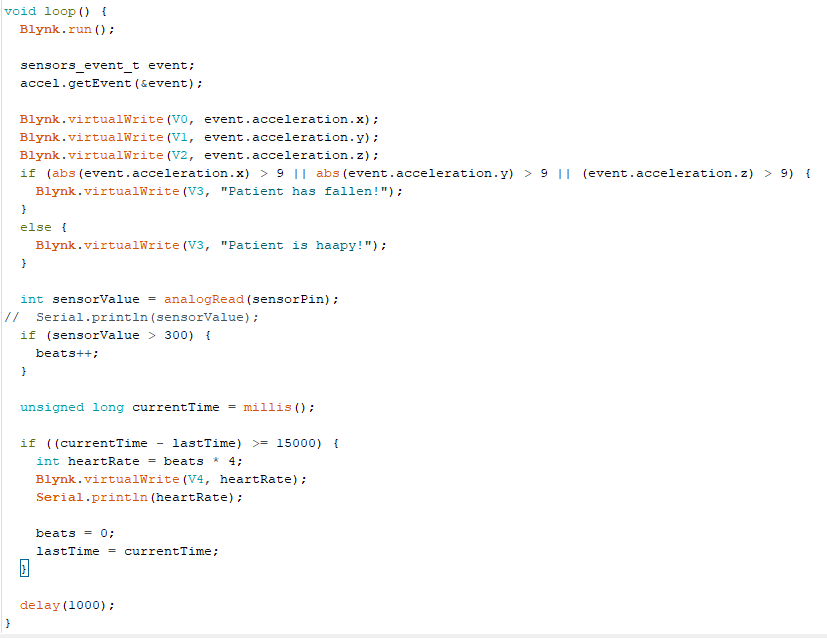 void loop() {
  Blynk.run();

  sensors_event_t event;
  accel.getEvent(&event);

  Blynk.virtualWrite(V0, event.acceleration.x);
  Blynk.virtualWrite(V1, event.acceleration.y);
  Blynk.virtualWrite(V2, event.acceleration.z);
  if (abs(event.acceleration.x) > 9 || abs(event.acceleration.y) > 9 || (event.acceleration.z) > 9) {
    Blynk.virtualWrite(V3, "Patient has fallen!");
  }
  else {
    Blynk.virtualWrite(V3, "Patient is haapy!");
  }

  int sensorValue = analogRead(sensorPin);
//  Serial.println(sensorValue);
  if (sensorValue > 300) {
    beats++;
  }

  unsigned long currentTime = millis();

  if ((currentTime - lastTime) >= 15000) {
    int heartRate = beats * 4;
    Blynk.virtualWrite(V4, heartRate);
    Serial.println(heartRate);

    beats = 0;
    lastTime = currentTime;
  }

  delay(1000);
}